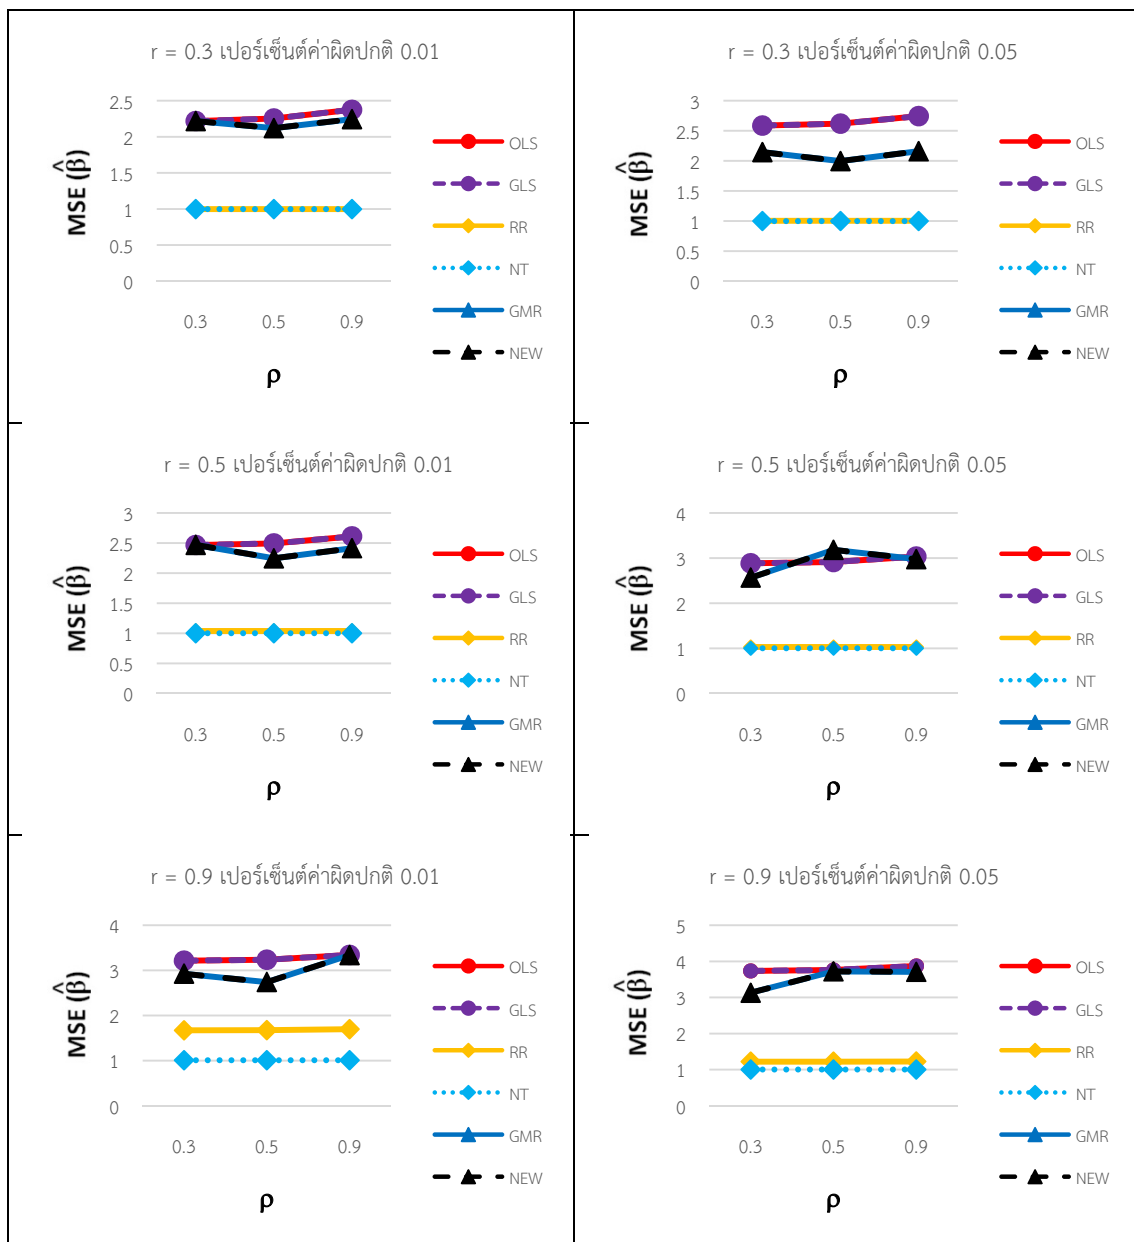 r = 0.3 เปอร์เซ็นต์ค่าผิดปกติ 0.01
MSE (β̂)
2.5
2
1.5
1
0.5
0
0.3 0.5 0.9
ρ
OLS
GLS
RR
NT
GMR
NEW
r = 0.3 เปอร์เซ็นต์ค่าผิดปกติ 0.05
MSE (β̂)
3
2.5
2
1.5
1
0.5
0
0.3 0.5 0.9
ρ
OLS
GLS
RR
NT
GMR
NEW
r = 0.5 เปอร์เซ็นต์ค่าผิดปกติ 0.01
MSE (β̂)
3
2.5
2
1.5
1
0.5
0
0.3 0.5 0.9
ρ
OLS
GLS
RR
NT
GMR
NEW
r = 0.5 เปอร์เซ็นต์ค่าผิดปกติ 0.05
MSE (β̂)
4
3
2
1
0
0.3 0.5 0.9
ρ
OLS
GLS
RR
NT
GMR
NEW
r = 0.9 เปอร์เซ็นต์ค่าผิดปกติ 0.01
MSE (β̂)
4
3
2
1
0
0.3 0.5 0.9
ρ
OLS
GLS
RR
NT
GMR
NEW
r = 0.9 เปอร์เซ็นต์ค่าผิดปกติ 0.05
MSE (β̂)
5
4
3
2
1
0
0.3 0.5 0.9
ρ
OLS
GLS
RR
NT
GMR
NEW